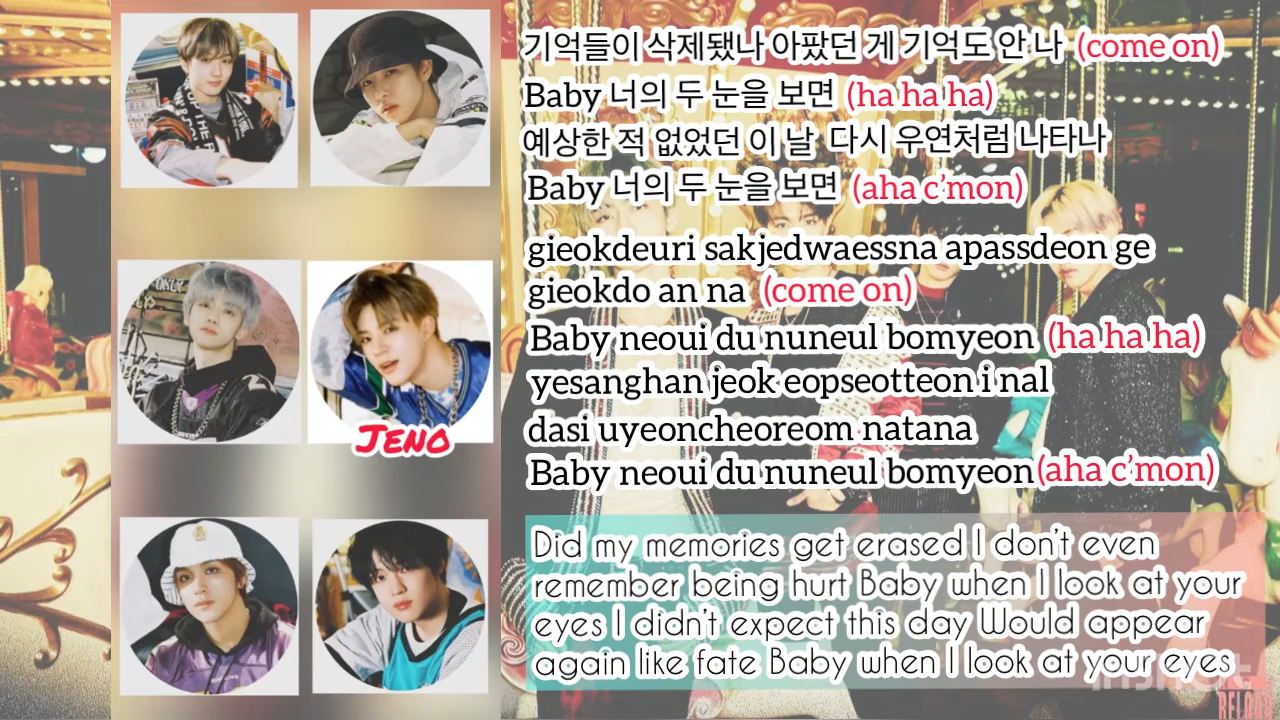 기억들이 삭제됐나 아팠던 게 기억도 안 나 (come on)
Baby 너의 두 눈을 보면 (ha ha ha)
예상한 적 없었던 이 날 다시 우연처럼 나타나
Baby 너의 두 눈을 보면 (aha c'mon)
gieokdeuri sakjedwaessna apassdeon ge
gieokdo an na (come on)
Baby neoui du nuneul bomyeon (ha ha ha)
yesanghan jeok eopseotteon i nal
dasi uyeoncheoreom natana
Baby neoui du nuneul bomyeon (aha c'mon)
JENO
Did my memories get erased I don't even
remember being hurt Baby when I look at your
eyes I didn't expect this day Would appear
again like fate Baby when I look at your eyes